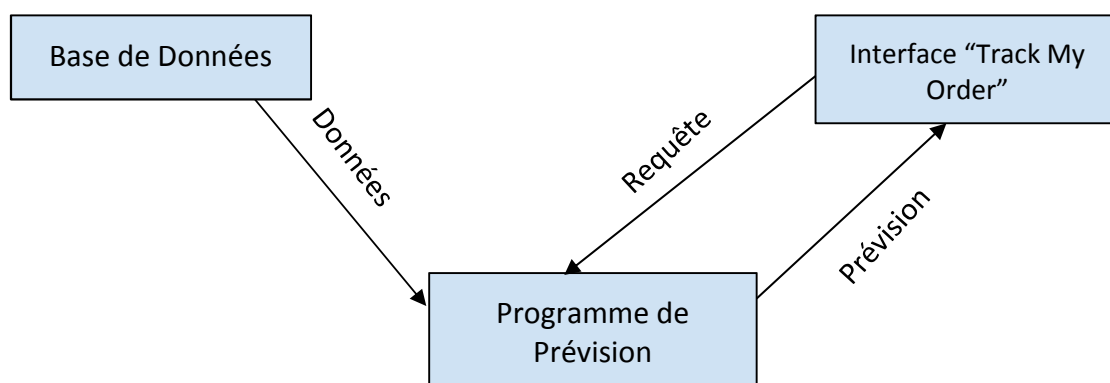 Base de Données
Interface “Track My
Order”
Données
Requête
Prévision
Programme de
Prévision